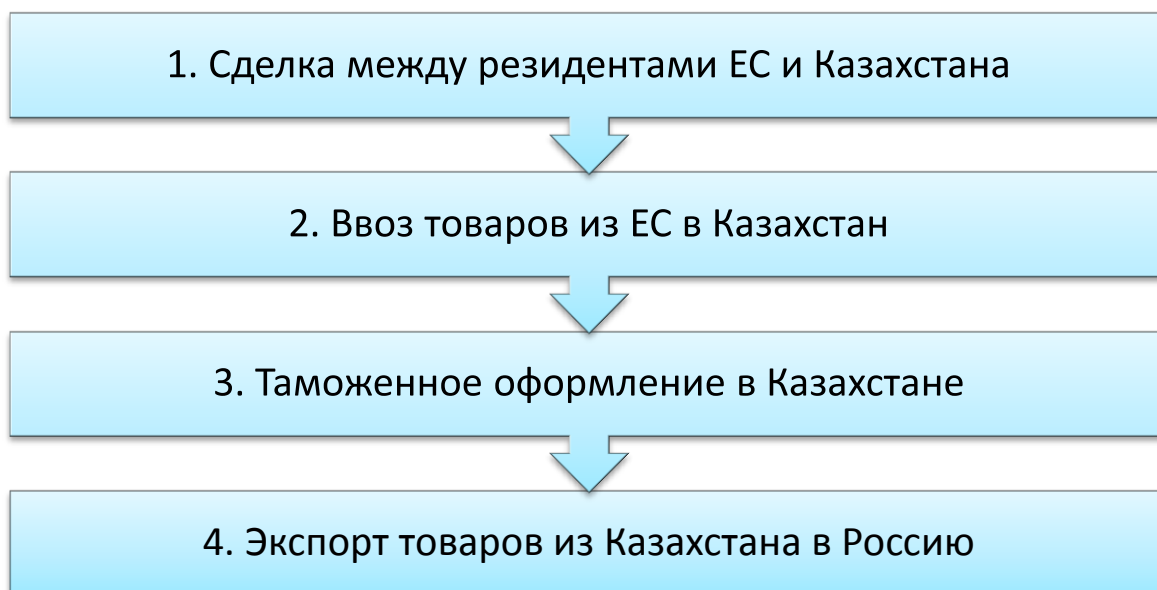 1. Сделка между резидентами ЕС и Казахстана
2. Ввоз товаров из ЕС в Казахстан
3. Таможенное оформление в Казахстане
4. Экспорт товаров из Казахстана в Россию